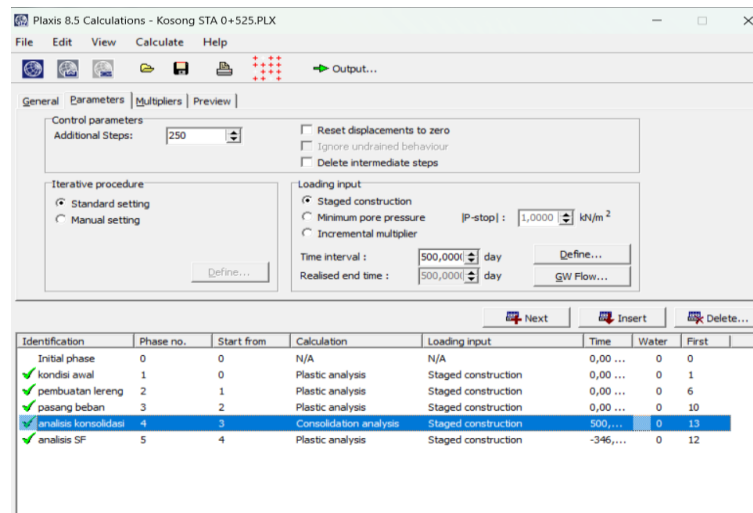 Plaxis 8.5 Calculations - Kosong STA 0+525.PLX
File Edit View Calculate Help
Output...
General Parameters Multipliers Preview
Control parameters
Additional Steps: 250
Reset displacements to zero
Ignore undrained behaviour
Delete intermediate steps
Iterative procedure
Standard setting
Manual setting
Define...
Loading input
Staged construction
Minimum pore pressure |P-stop| : 1,0000 kN/m 2
Incremental multiplier
Time interval : 500,000 day Define...
Realised end time : 500,000 day GW Flow...
Next Insert Delete...
Identification Phase no. Start from Calculation Loading input Time Water First
Initial phase 0 0 N/A N/A 0,00 ... 0 0
kondisi awal 1 0 Plastic analysis Staged construction 0,00 ... 0 1
pembuatan lereng 2 1 Plastic analysis Staged construction 0,00 ... 0 6
pasang beban 3 2 Plastic analysis Staged construction 0,00 ... 0 10
analisis konsolidasi 4 3 Consolidation analysis Staged construction 500,... 0 13
analisis SF 5 4 Plastic analysis Staged construction -346,... 0 12